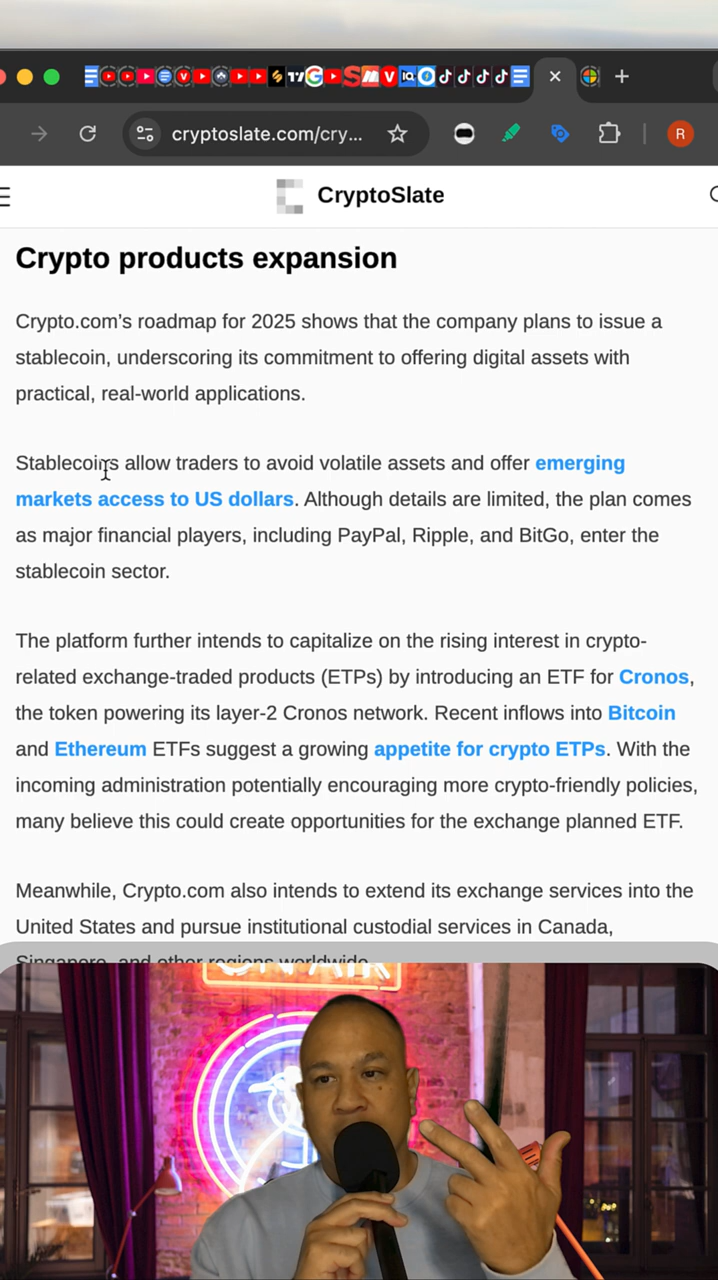 cryptoslate.com/cry...
R
CryptoSlate
Crypto products expansion
Crypto.com's roadmap for 2025 shows that the company plans to issue a
stablecoin, underscoring its commitment to offering digital assets with
practical, real-world applications.
Stablecoins allow traders to avoid volatile assets and offer emerging
markets access to US dollars. Although details are limited, the plan comes
as major financial players, including PayPal, Ripple, and BitGo, enter the
stablecoin sector.
The platform further intends to capitalize on the rising interest in crypto-
related exchange-traded products (ETPs) by introducing an ETF for Cronos,
the token powering its layer-2 Cronos network. Recent inflows into Bitcoin
and Ethereum ETFs suggest a growing appetite for crypto ETPs. With the
incoming administration potentially encouraging more crypto-friendly policies,
many believe this could create opportunities for the exchange planned ETF.
Meanwhile, Crypto.com also intends to extend its exchange services into the
United States and pursue institutional custodial services in Canada,
Singapore, and other regions worldwide.
ON AIR